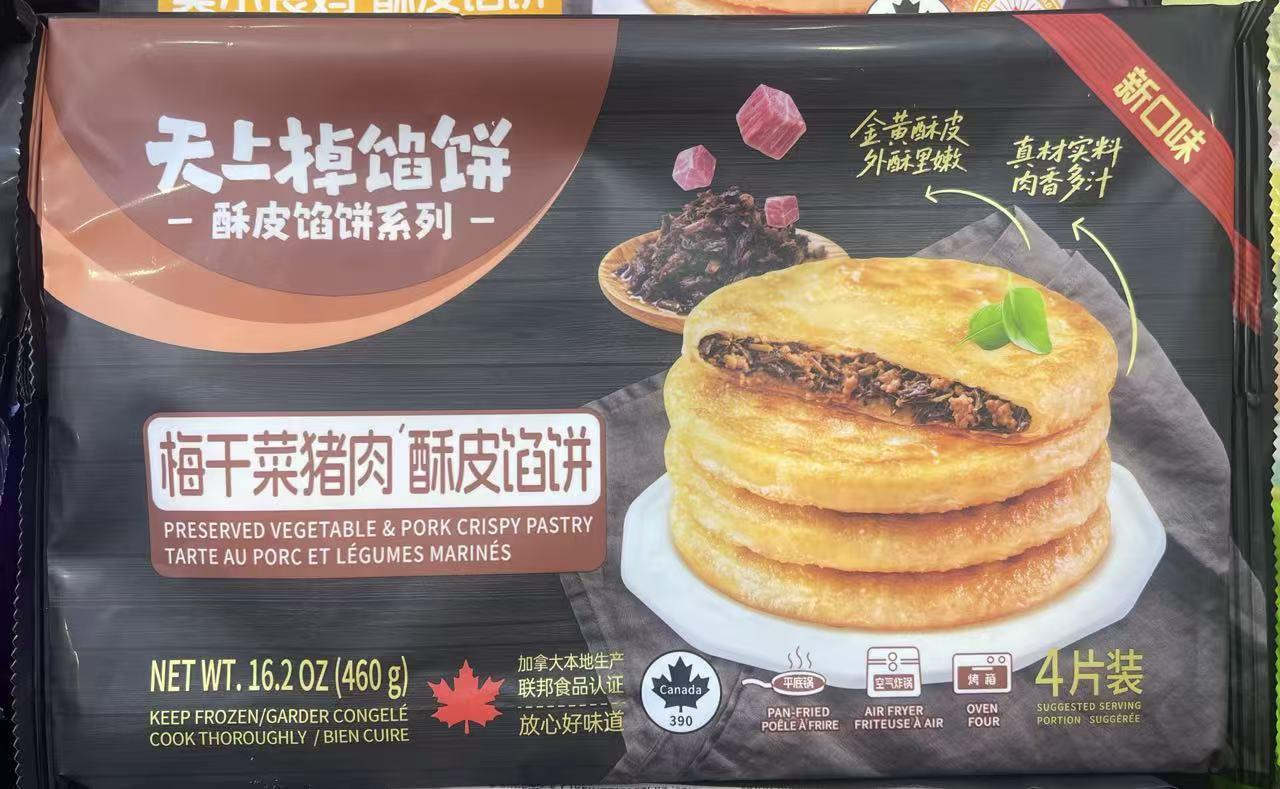 酥皮馅饼
天上掉馅饼
– 酥皮馅饼系列 –
金黄酥皮
外酥里嫩
真材实料
肉香多汁
新口味
梅干菜猪肉 酥皮馅饼
PRESERVED VEGETABLE & PORK CRISPY PASTRY
TARTE AU PORC ET LÉGUMES MARINÉS
NET WT. 16.2 OZ (460 g)
KEEP FROZEN/GARDER CONGELÉ
COOK THOROUGHLY / BIEN CUIRE
加拿大本地生产
联邦食品认证
放心好味道
Canada
390
平底锅
PAN-FRIED
POÊLE À FRIRE
空气炸锅
AIR FRYER
FRITEUSE À AIR
烤箱
OVEN
FOUR
4片装
SUGGESTED SERVING
PORTION SUGGÉRÉE